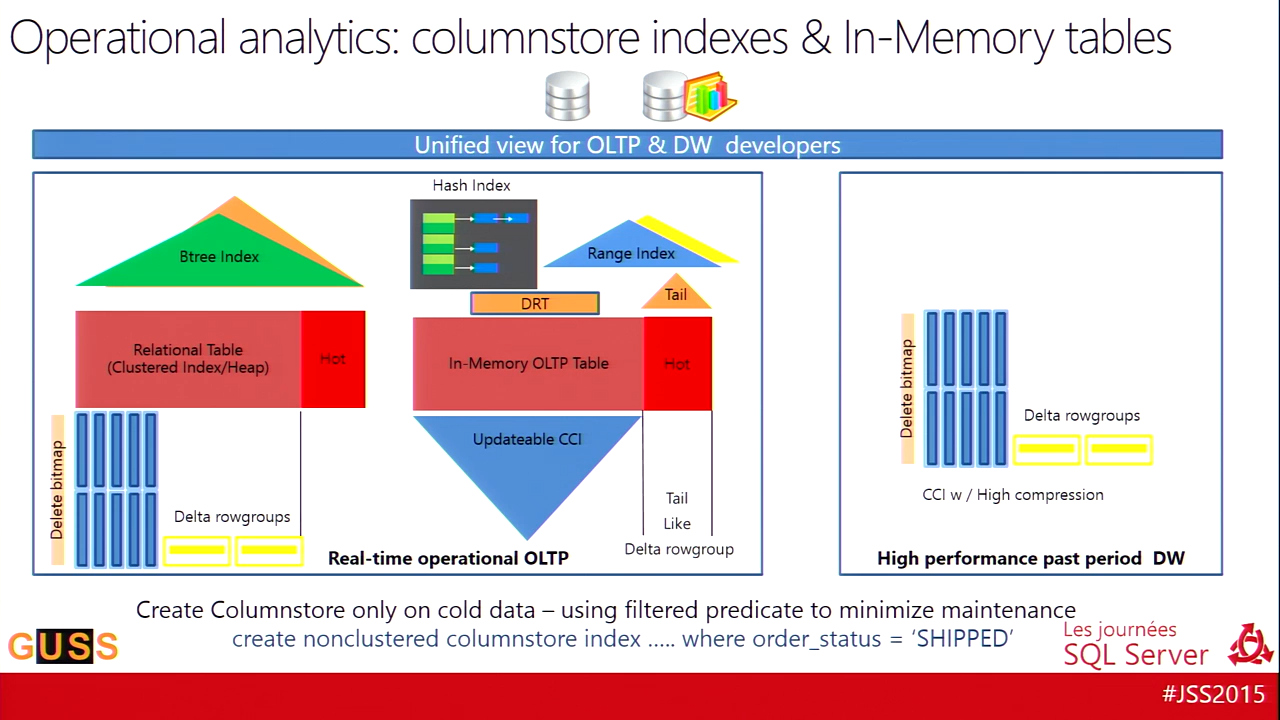 Operational analytics: columnstore indexes & In-Memory tables
Unified view for OLTP & DW developers
Hash Index
Btree Index
Range Index
Tail
DRT
Relational Table
(Clustered Index/Heap)
Hot
In-Memory OLTP Table
Hot
Delete bitmap
Delta rowgroups
Updateable CCI
Tail
Like
Delta rowgroup
Real-time operational OLTP
Delete bitmap
Delta rowgroups
CCI w / High compression
High performance past period DW
Create Columnstore only on cold data – using filtered predicate to minimize maintenance
create nonclustered columnstore index ….. where order_status = ‘SHIPPED’
GUSS
Les journées
SQL Server
#JSS2015